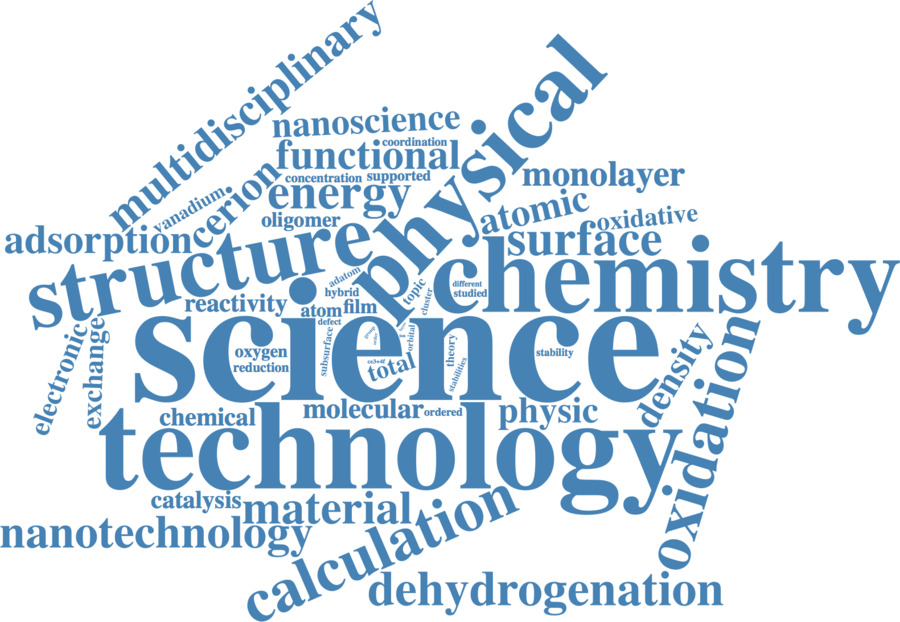 multidisciplinary
physical
nanoscience
coordination
functional
concentration
supported
monolayer
energy
vanadium
cerion
oligomer
atomic
oxidative
adsorption
surface
structure
chemistry
adatom
hybrid
topic
cluster
different
studied
reactivity
atom
film
defect
science
group
orbital
subsurface
theory
stability
oxygen
reduction
total
stabilities
electronic
exchange
density
oxidation
chemical
molecular
ordered
physic
technology
catalysis
material
nanotechnology
calculation
dehydrogenation